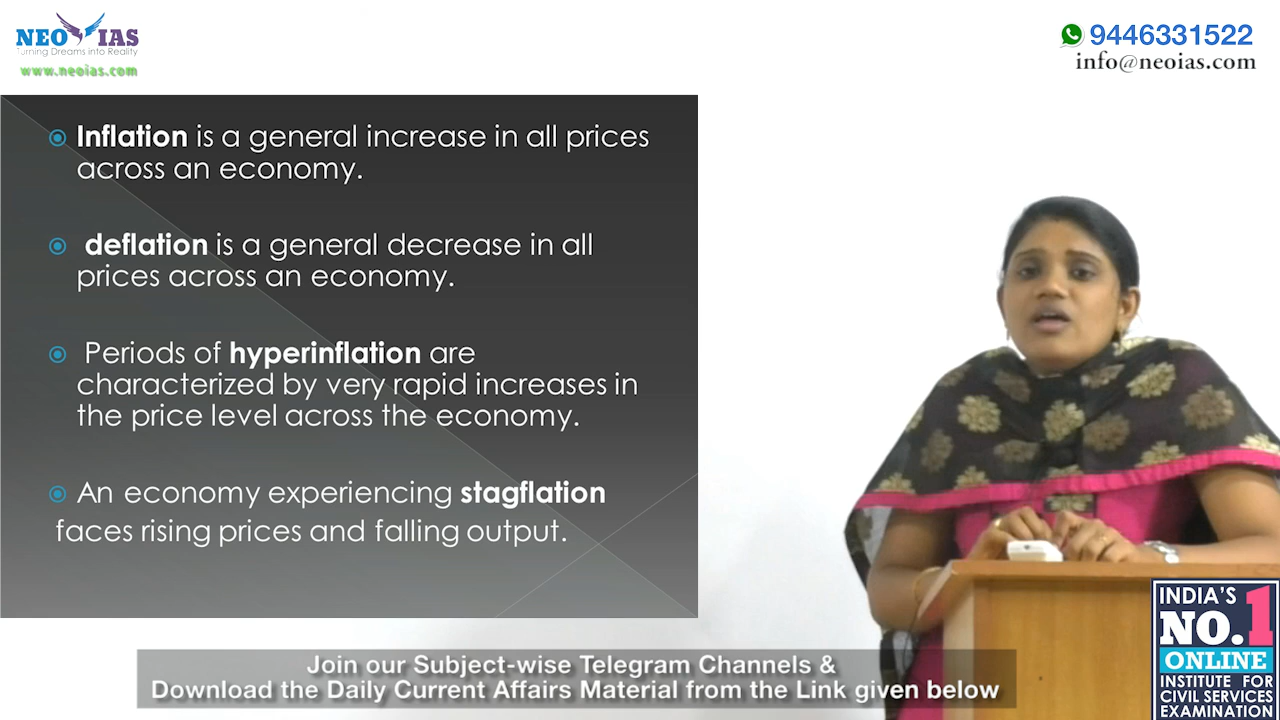 NEO IAS
Turning Dreams into Reality
www.neoias.com
9446331522
info@neoias.com
Inflation is a general increase in all prices
across an economy.
deflation is a general decrease in all
prices across an economy.
Periods of hyperinflation are
characterized by very rapid increases in
the price level across the economy.
An economy experiencing stagflation
faces rising prices and falling output.
Join our Subject-wise Telegram Channels &
Download the Daily Current Affairs Material from the Link given below
INDIA'S
NO.1
ONLINE
INSTITUTE FOR
CIVIL SERVICES
EXAMINATION